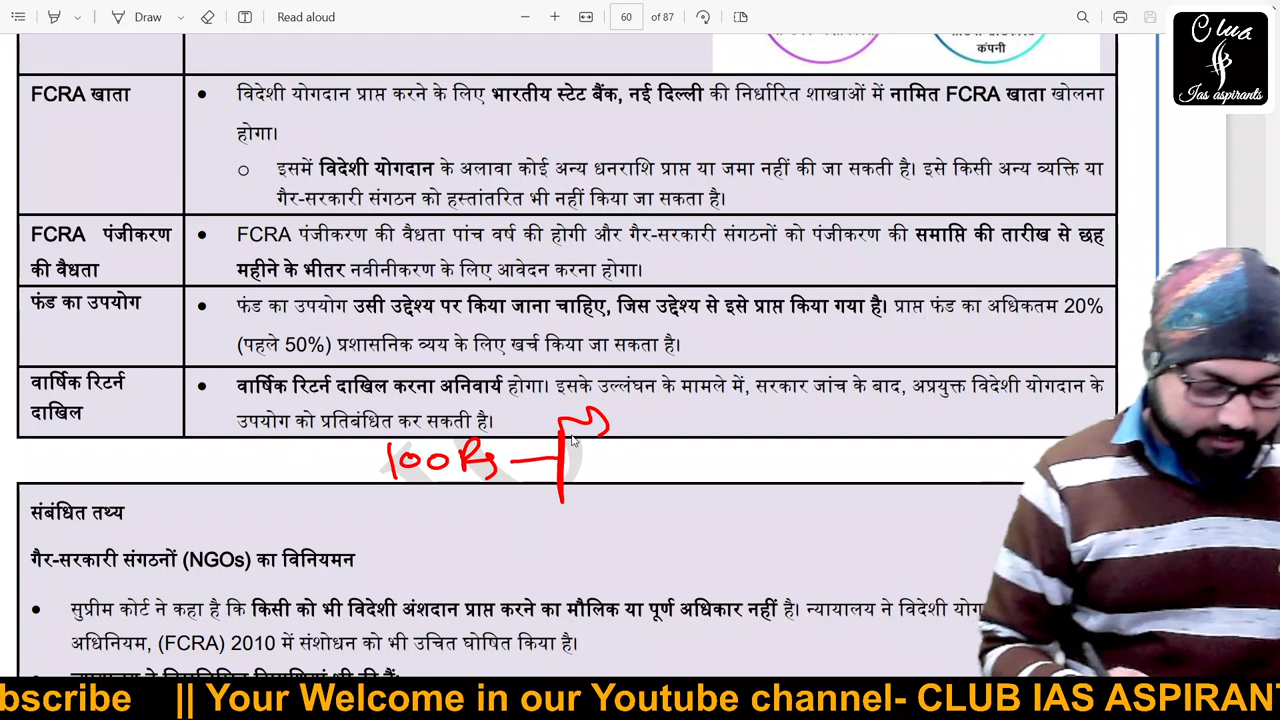 Draw
Read aloud
60 of 87
Clua
Ias aspirants
कंपनी
FCRA खाता
• विदेशी योगदान प्राप्त करने के लिए भारतीय स्टेट बैंक, नई दिल्ली की निर्धारित शाखाओं में नामित FCRA खाता खोलना
होगा।
o इसमें विदेशी योगदान के अलावा कोई अन्य धनराशि प्राप्त या जमा नहीं की जा सकती है। इसे किसी अन्य व्यक्ति या
गैर-सरकारी संगठन को हस्तांतरित भी नहीं किया जा सकता है।
FCRA पंजीकरण
की वैधता
• FCRA पंजीकरण की वैधता पांच वर्ष की होगी और गैर-सरकारी संगठनों को पंजीकरण की समाप्ति की तारीख से छह
महीने के भीतर नवीनीकरण के लिए आवेदन करना होगा।
फंड का उपयोग
• फंड का उपयोग उसी उद्देश्य पर किया जाना चाहिए, जिस उद्देश्य से इसे प्राप्त किया गया है। प्राप्त फंड का अधिकतम 20%
(पहले 50%) प्रशासनिक व्यय के लिए खर्च किया जा सकता है।
वार्षिक रिटर्न
दाखिल
• वार्षिक रिटर्न दाखिल करना अनिवार्य होगा। इसके उल्लंघन के मामले में, सरकार जांच के बाद, अप्रयुक्त विदेशी योगदान के
उपयोग को प्रतिबंधित कर सकती है।
100 Rs
संबंधित तथ्य
गैर-सरकारी संगठनों (NGOs) का विनियमन
• सुप्रीम कोर्ट ने कहा है कि किसी को भी विदेशी अंशदान प्राप्त करने का मौलिक या पूर्ण अधिकार नहीं है। न्यायालय ने विदेशी योग
अधिनियम, (FCRA) 2010 में संशोधन को भी उचित घोषित किया है।
bscribe || Your Welcome in our Youtube channel- CLUB IAS ASPIRANT